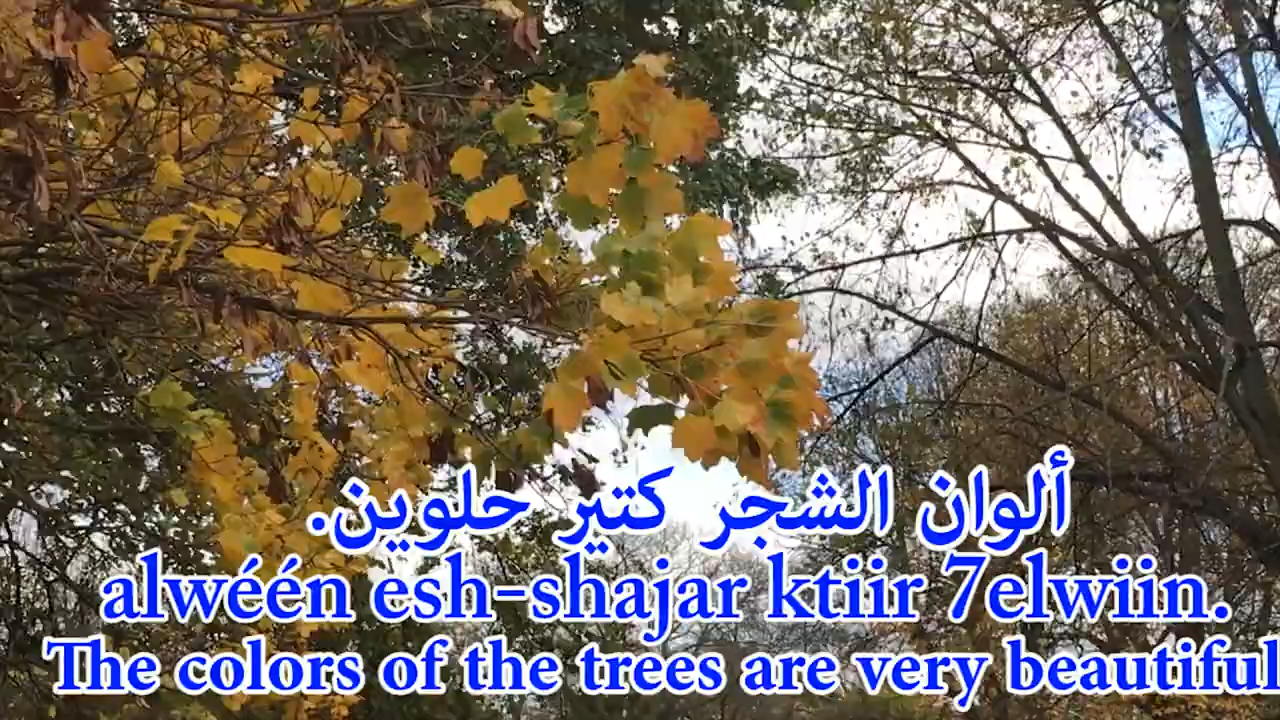 ألوان الشجر كتير حلوين.
alwéén esh-shajar ktiir 7elwiin.
The colors of the trees are very beautiful